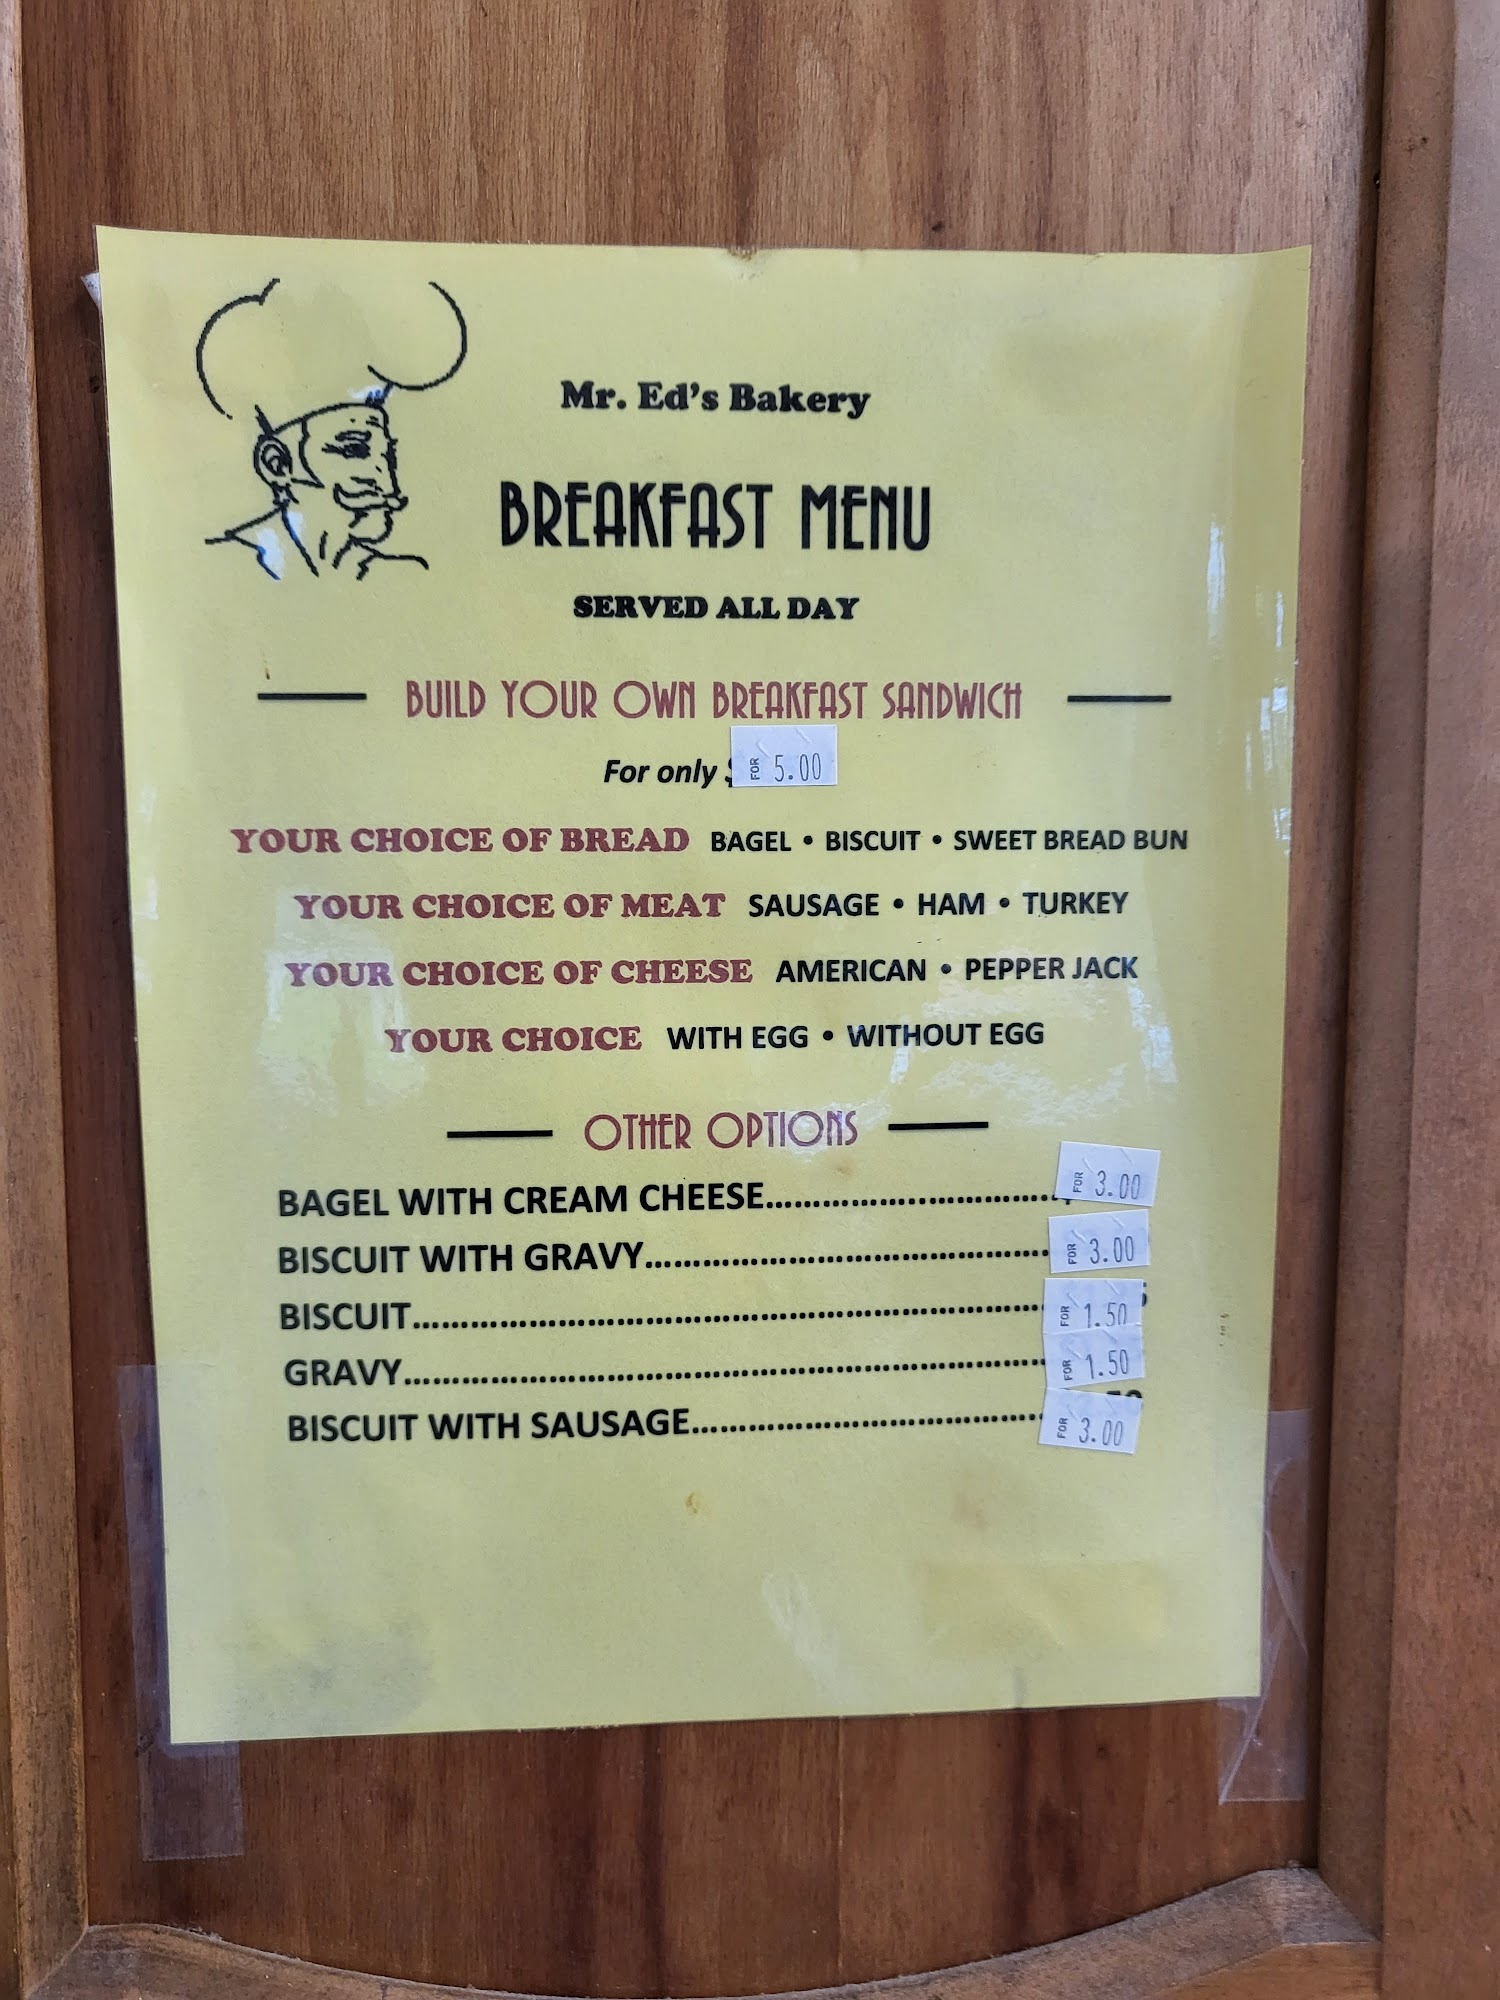 Mr. Ed's Bakery
BREAKFAST MENU
SERVED ALL DAY
BUILD YOUR OWN BREAKFAST SANDWICH
For only $ FOR 5.00
YOUR CHOICE OF BREAD BAGEL • BISCUIT • SWEET BREAD BUN
YOUR CHOICE OF MEAT SAUSAGE • HAM • TURKEY
YOUR CHOICE OF CHEESE AMERICAN • PEPPER JACK
YOUR CHOICE WITH EGG • WITHOUT EGG
OTHER OPTIONS
BAGEL WITH CREAM CHEESE........................................ FOR 3.00
BISCUIT WITH GRAVY........................................ FOR 3.00
BISCUIT........................................ FOR 1.50
GRAVY........................................ FOR 1.50
BISCUIT WITH SAUSAGE........................................ FOR 3.00